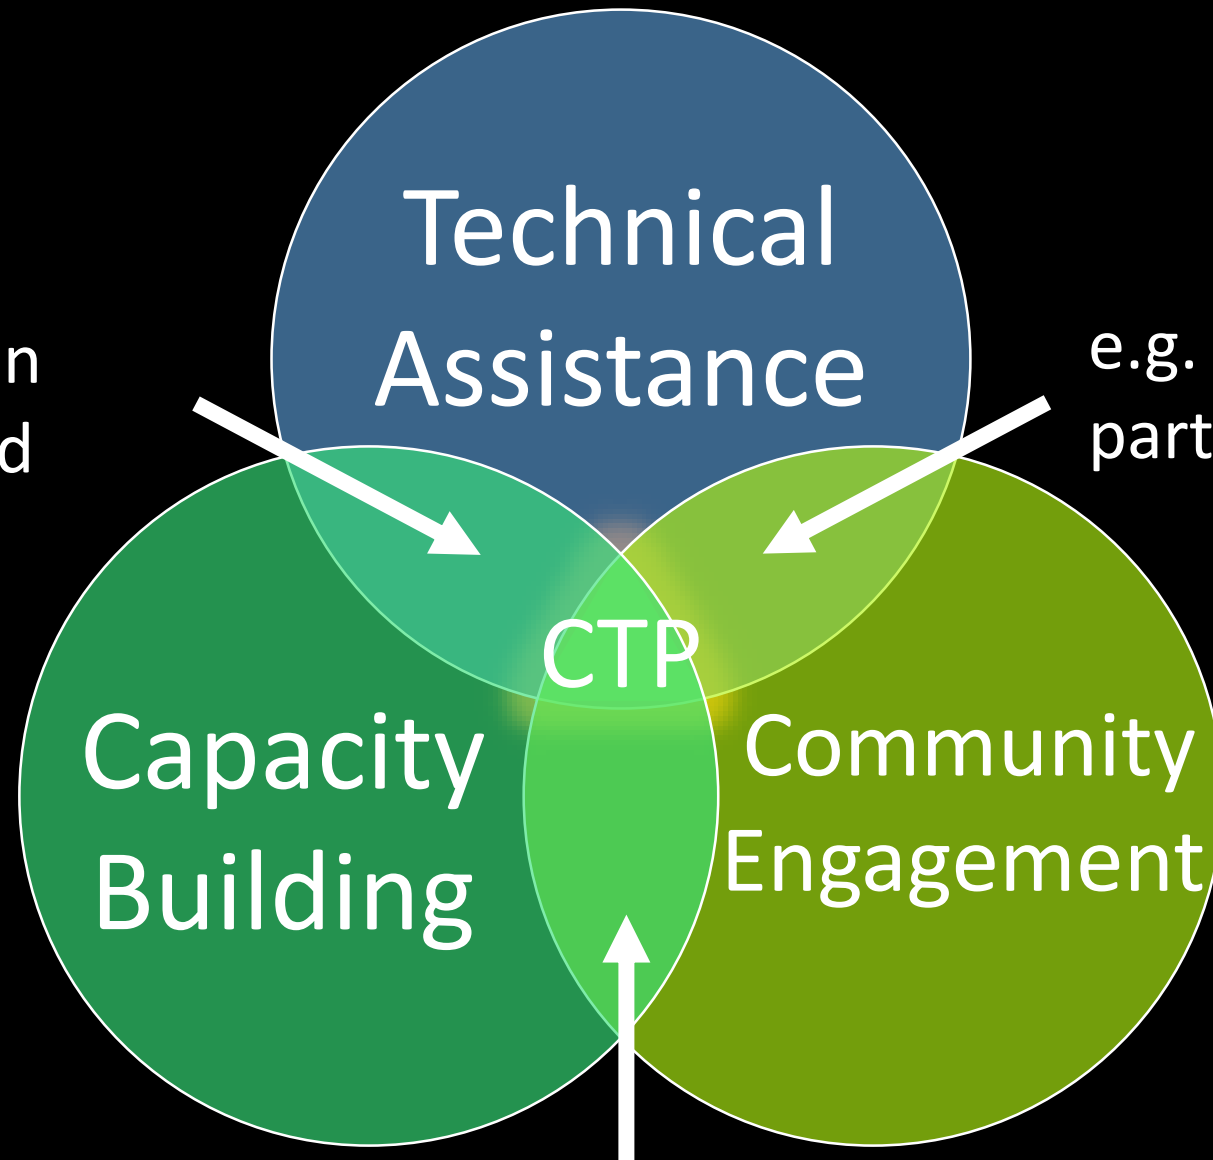 Technical
Assistance
n
d
e.g.
part
CTP
Capacity
Building
Community
Engagement